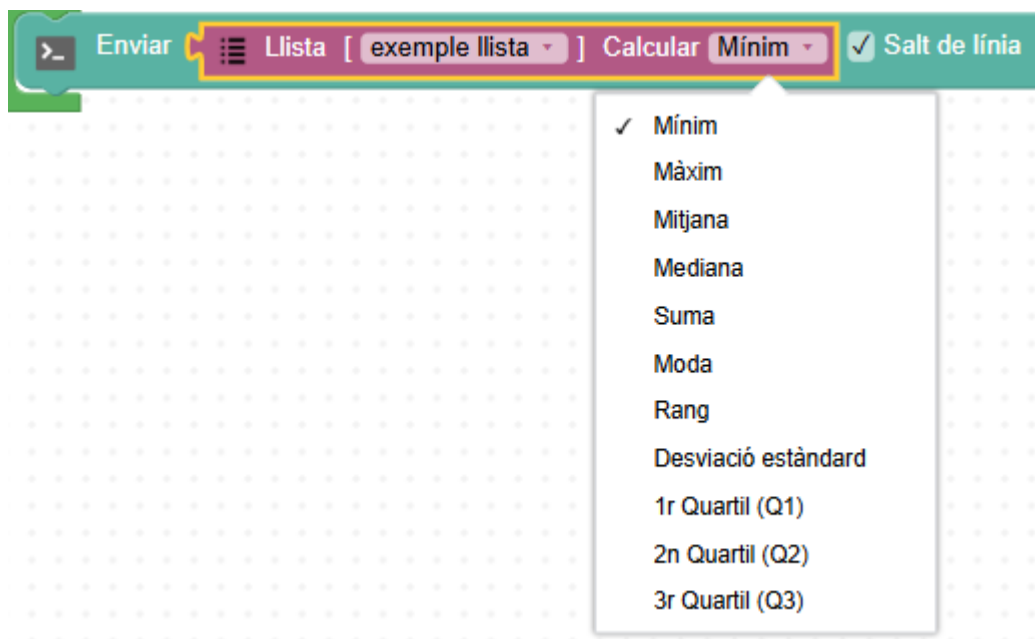 Enviar Llista [ exemple llista ] Calcular Mínim ✓ Salt de línia
✓ Mínim
Màxim
Mitjana
Mediana
Suma
Moda
Rang
Desviació estàndard
1r Quartil (Q1)
2n Quartil (Q2)
3r Quartil (Q3)